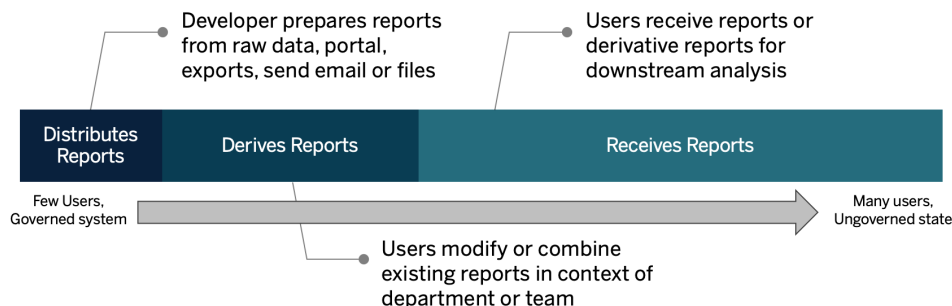 Developer prepares reports
from raw data, portal,
exports, send email or files
Users receive reports or
derivative reports for
downstream analysis
Distributes
Reports
Derives Reports
Receives Reports
Few Users,
Governed system
Many users,
Ungoverned state
Users modify or combine
existing reports in context of
department or team